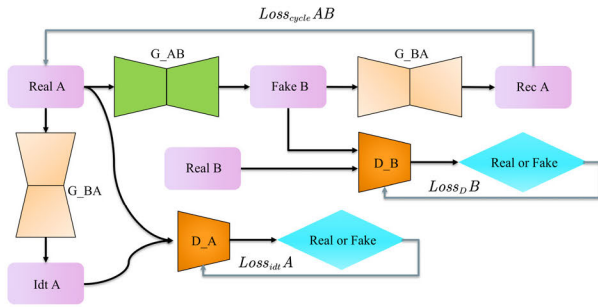 Loss_cycle AB
G_AB
G_BA
Real A
Fake B
Rec A
Real B
D_B
Real or Fake
G_BA
Loss_D B
D_A
Real or Fake
Loss_idt A
Idt A